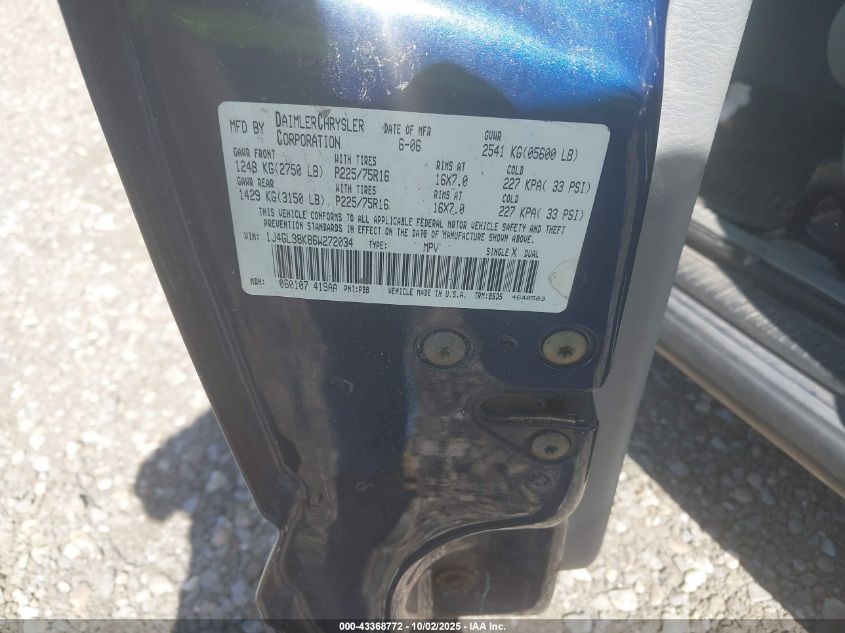 MFD BY DAIMLERCHRYSLER CORPORATION DATE OF MFR 6-06 GVWR 2541 KG(05600 LB)
GAWR FRONT WITH TIRES RIMS AT COLD
1248 KG(2750 LB) P225/75R16 16X7.0 227 KPA( 33 PSI)
GAWR REAR WITH TIRES RIMS AT COLD
1429 KG(3150 LB) P225/75R16 16X7.0 227 KPA( 33 PSI)
THIS VEHICLE CONFORMS TO ALL APPLICABLE FEDERAL MOTOR VEHICLE SAFETY AND THEFT
PREVENTION STANDARDS IN EFFECT ON THE DATE OF MANUFACTURE SHOWN ABOVE.
VIN: 1J4GL38K86W272034 TYPE: MPV SINGLE X DUAL
MDH: 060107 419AA PNT:PBB VEHICLE MADE IN U.S.A. TRM:B5D5 4648503
000-43368772 • 10/02/2025 • IAA Inc.